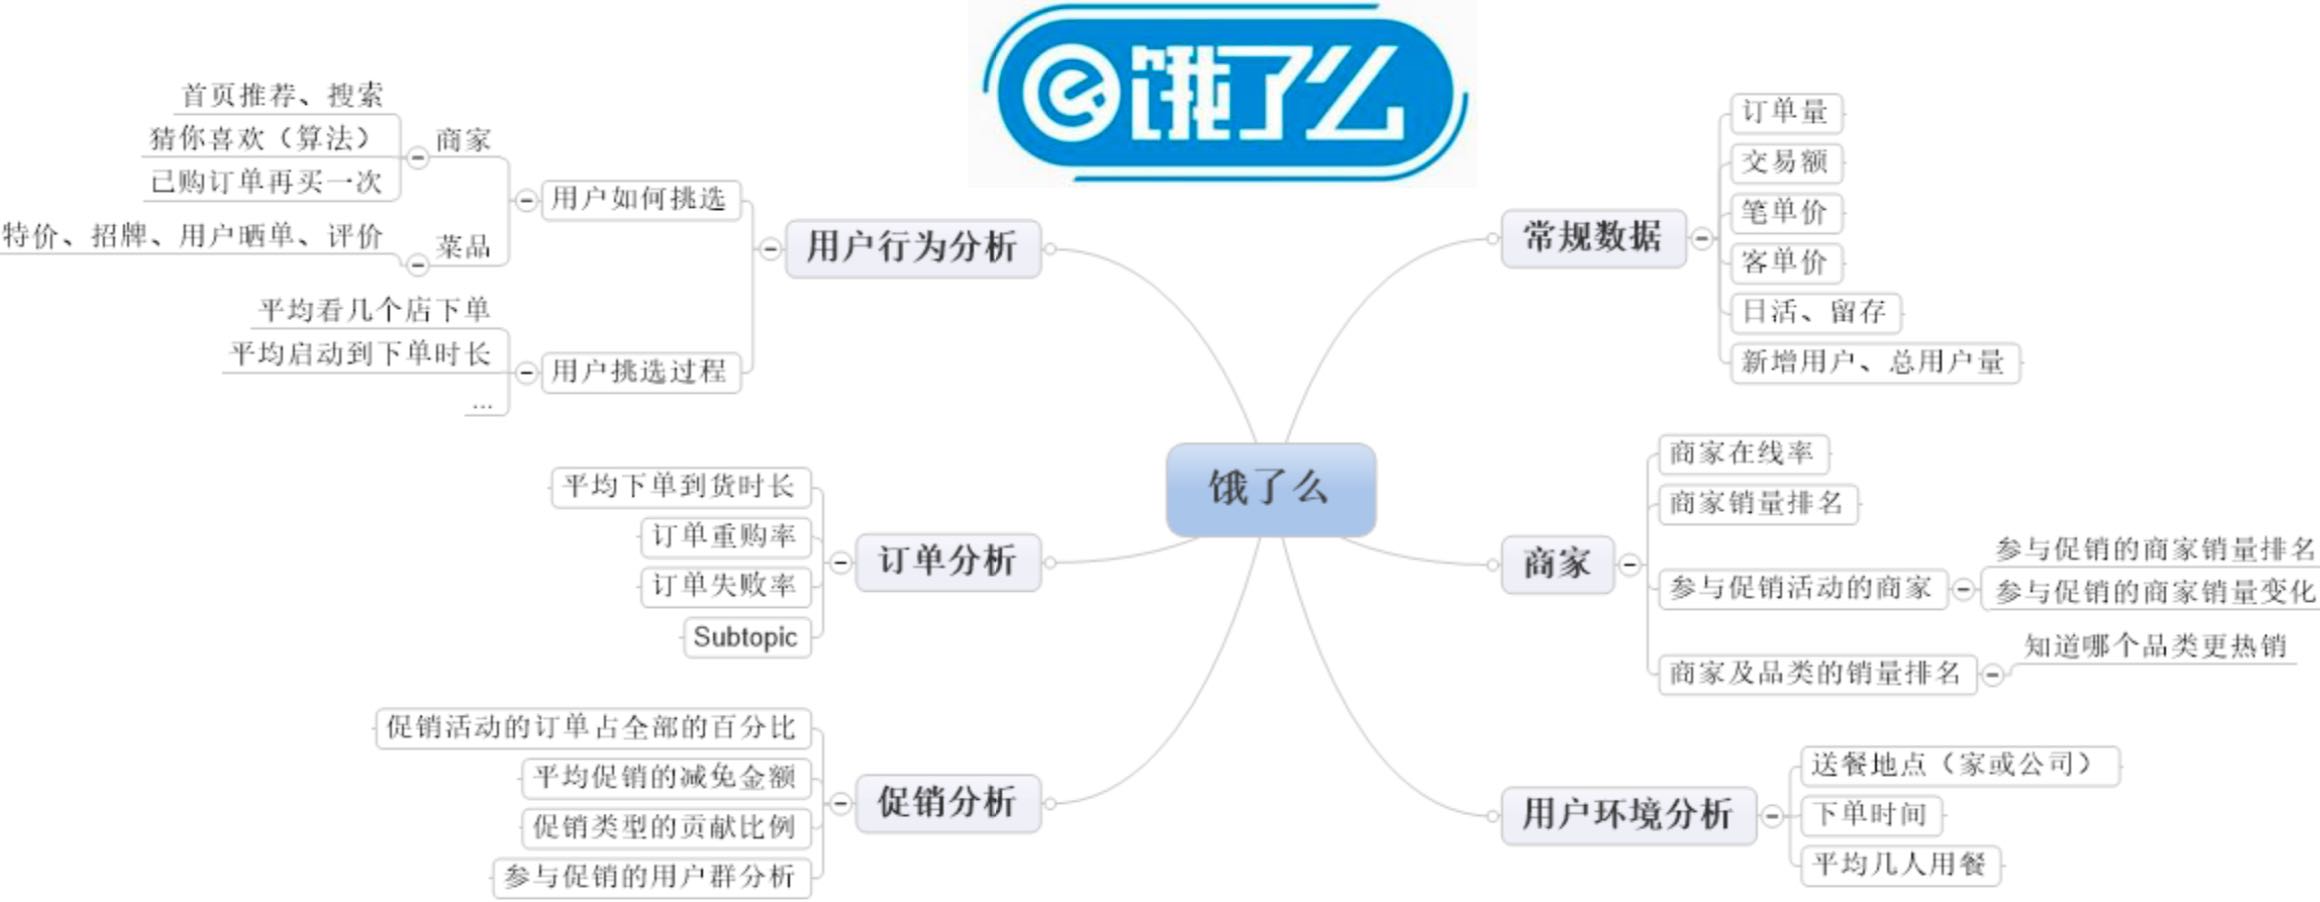 饿了么
首页推荐、搜索
猜你喜欢（算法）
已购订单再买一次
商家
特价、招牌、用户晒单、评价
菜品
用户如何挑选
平均看几个店下单
平均启动到下单时长
...
用户挑选过程
用户行为分析
平均下单到货时长
订单重购率
订单失败率
Subtopic
订单分析
促销活动的订单占全部的百分比
平均促销的减免金额
促销类型的贡献比例
参与促销的用户群分析
促销分析
饿了么
常规数据
订单量
交易额
笔单价
客单价
日活、留存
新增用户、总用户量
商家
商家在线率
商家销量排名
参与促销活动的商家
参与促销的商家销量排名
参与促销的商家销量变化
商家及品类的销量排名
知道哪个品类更热销
用户环境分析
送餐地点（家或公司）
下单时间
平均几人用餐